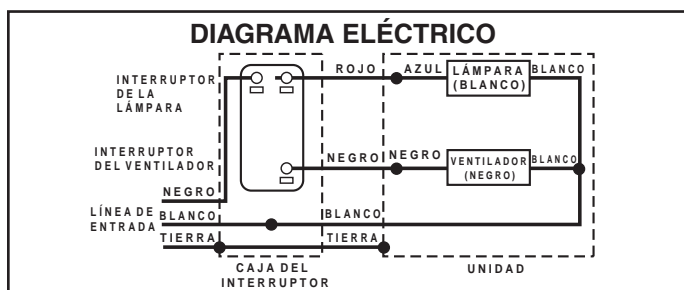 DIAGRAMA ELÉCTRICO
INTERRUPTOR
DE LA
LÁMPARA
ROJO
AZUL
LÁMPARA
(BLANCO)
BLANCO
INTERRUPTOR
DEL VENTILADOR
NEGRO
NEGRO
VENTILADOR
(NEGRO)
BLANCO
NEGRO
LÍNEA DE
ENTRADA
BLANCO
BLANCO
TIERRA
TIERRA
CAJA DEL
INTERRUPTOR
UNIDAD